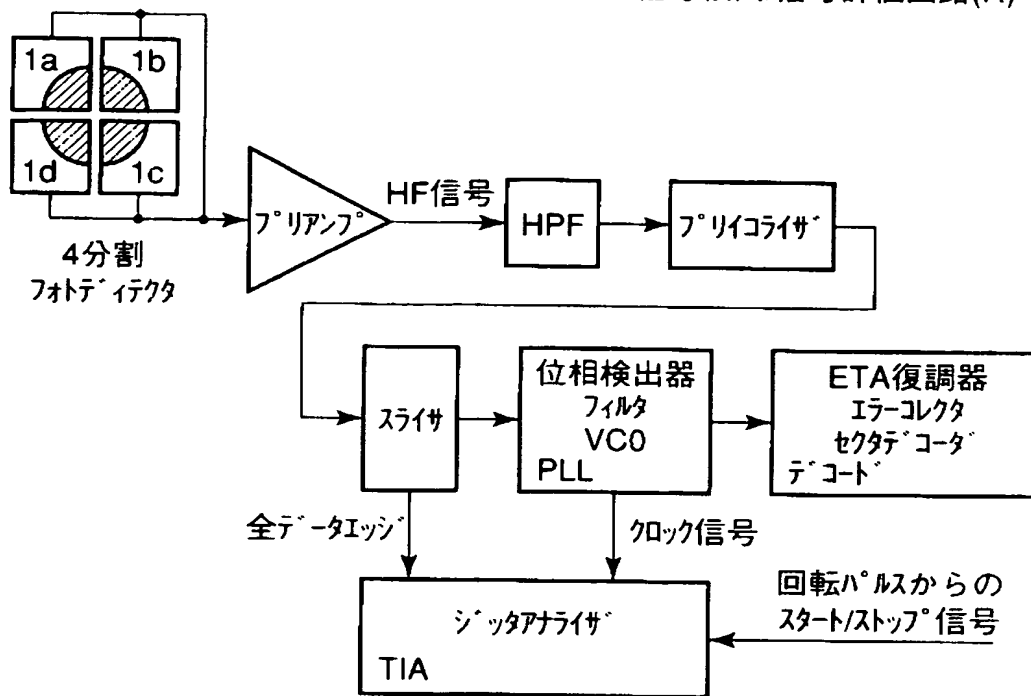 1a
1b
1d
1c
4分割
フォトディテクタ
プリアンプ
HF信号
HPF
プリイコライザ
スライサ
位相検出器
フィルタ
VC0
PLL
ETA復調器
エラーコレクタ
セクタデコーダ
デコード
全データエッジ
クロック信号
ジッタアナライザ
TIA
回転パルスからの
スタート/ストップ信号